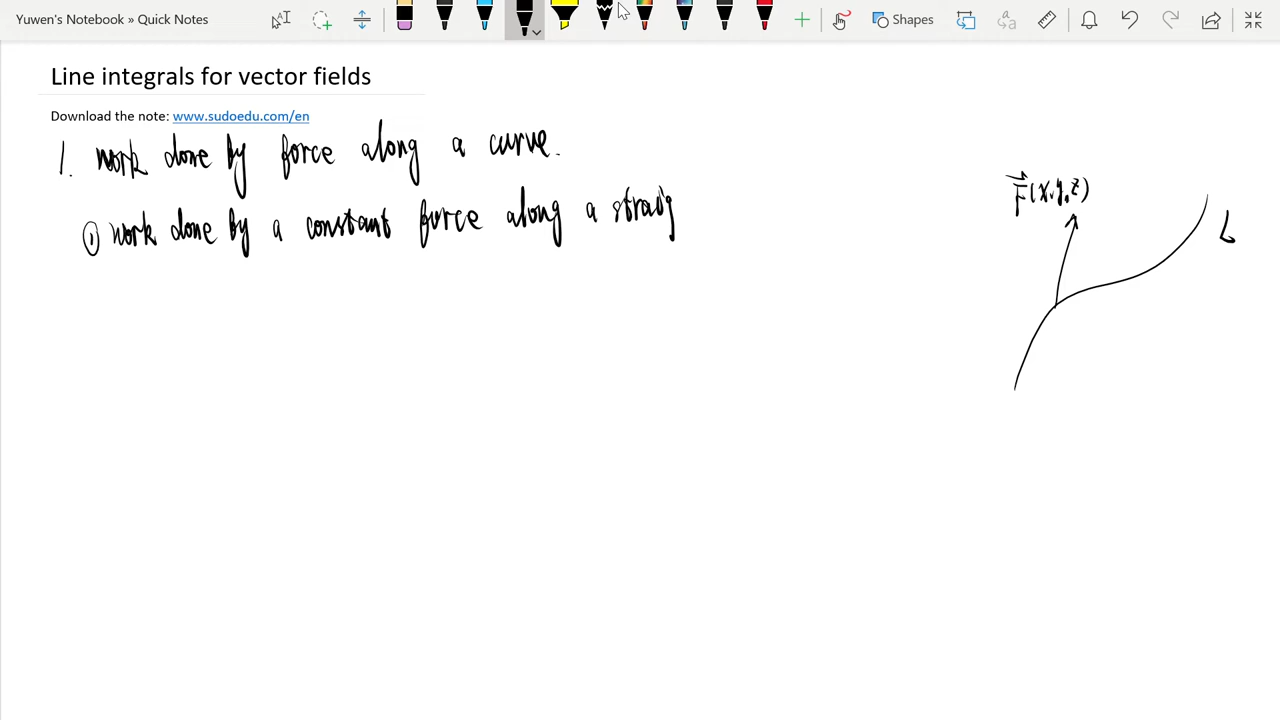 Yuwen's Notebook » Quick Notes
Shapes
Line integrals for vector fields
Download the note: www.sudoedu.com/en
1. work done by force along a curve.
① work done by a constant force along a straig
F(x,y,z)
L